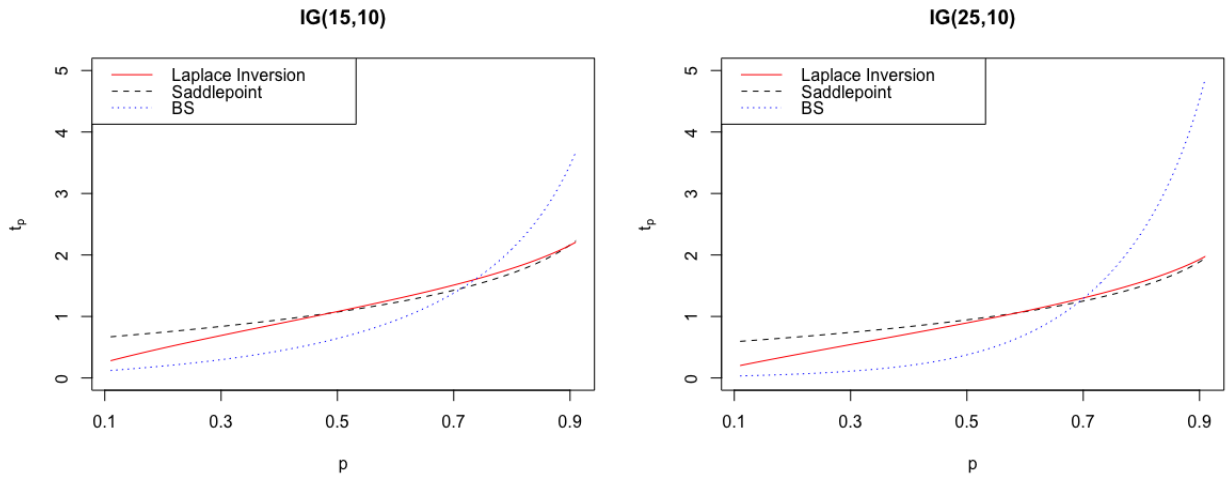 IG(15,10)
Laplace Inversion
Saddlepoint
BS
5
4
3
2
1
0
t_p
0.1 0.3 0.5 0.7 0.9
p
IG(25,10)
Laplace Inversion
Saddlepoint
BS
5
4
3
2
1
0
t_p
0.1 0.3 0.5 0.7 0.9
p